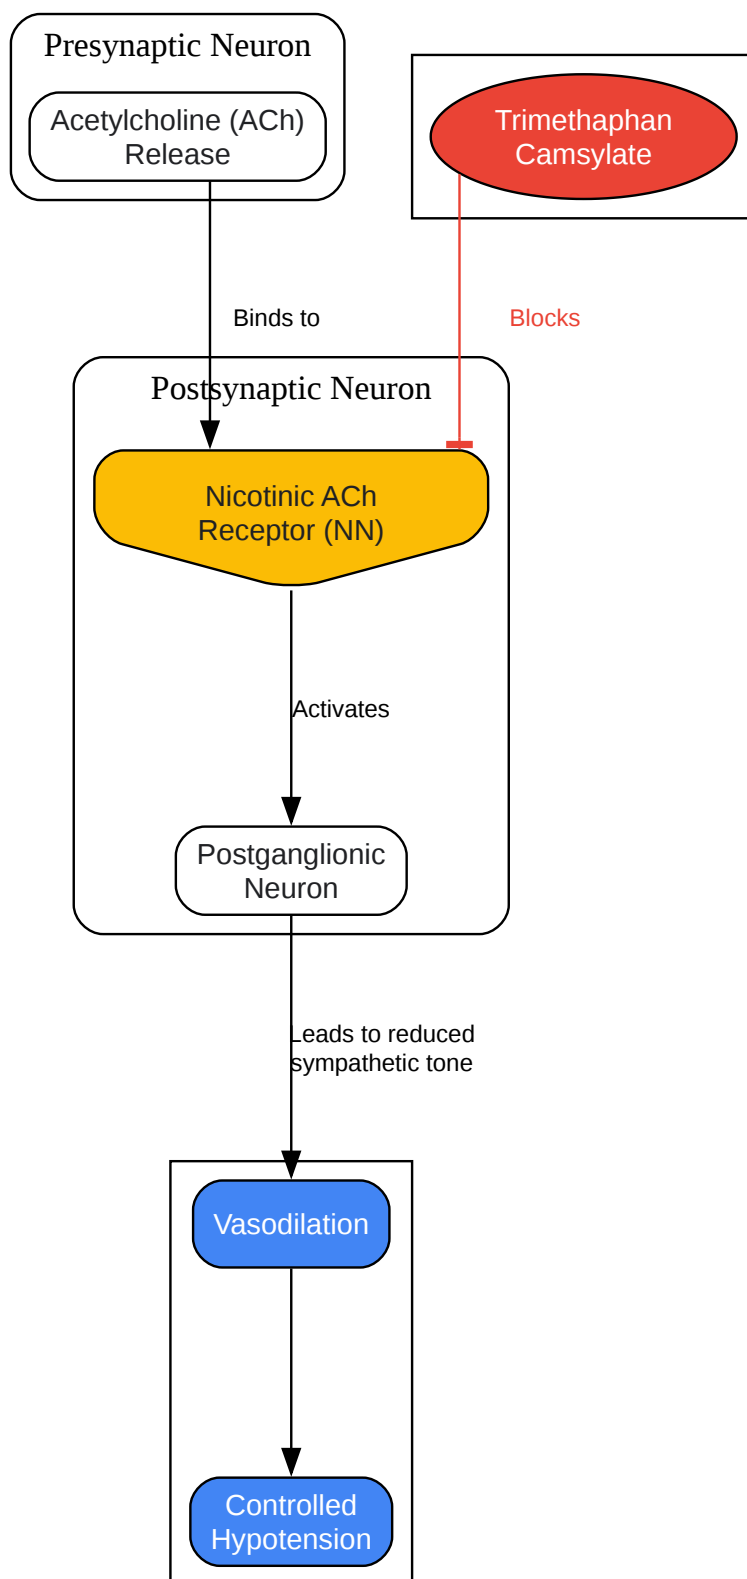 Presynaptic Neuron
Acetylcholine (ACh)
Release
Trimethaphan
Camsylate
Binds to
Blocks
Postsynaptic Neuron
Nicotinic ACh
Receptor (NN)
Activates
Postganglionic
Neuron
Leads to reduced
sympathetic tone
Vasodilation
Controlled
Hypotension